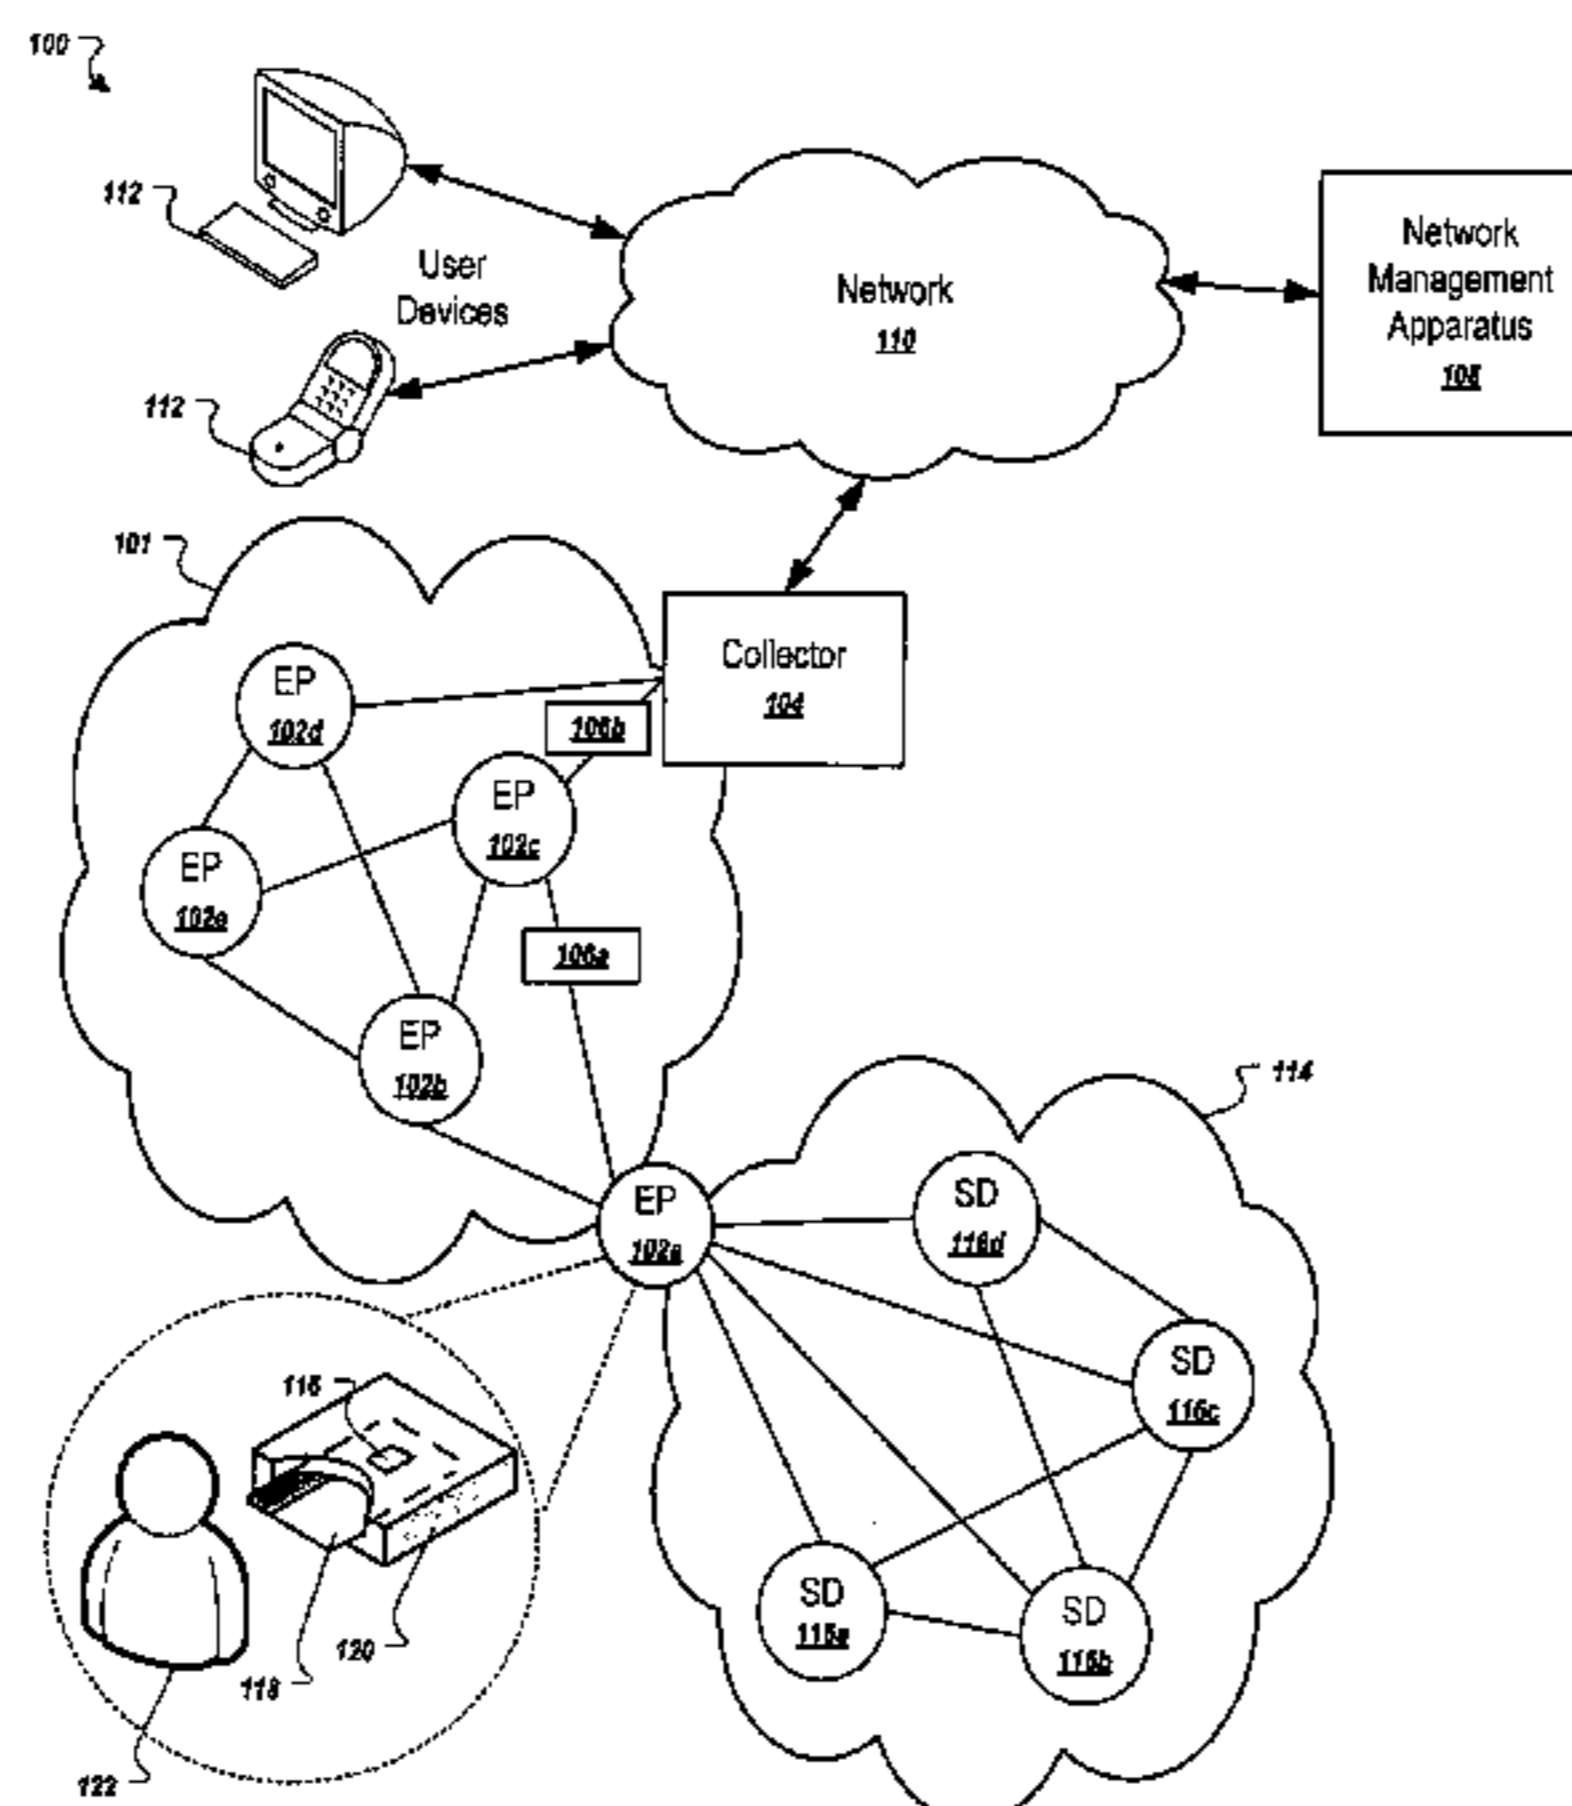 100
112
User
Devices
112
Network
110
Network
Management
Apparatus
108
101
Collector
104
EP
102d
106b
EP
102c
EP
102e
106a
EP
102b
114
EP
102a
SD
116d
SD
116c
SD
116a
SD
116b
116
118
120
122